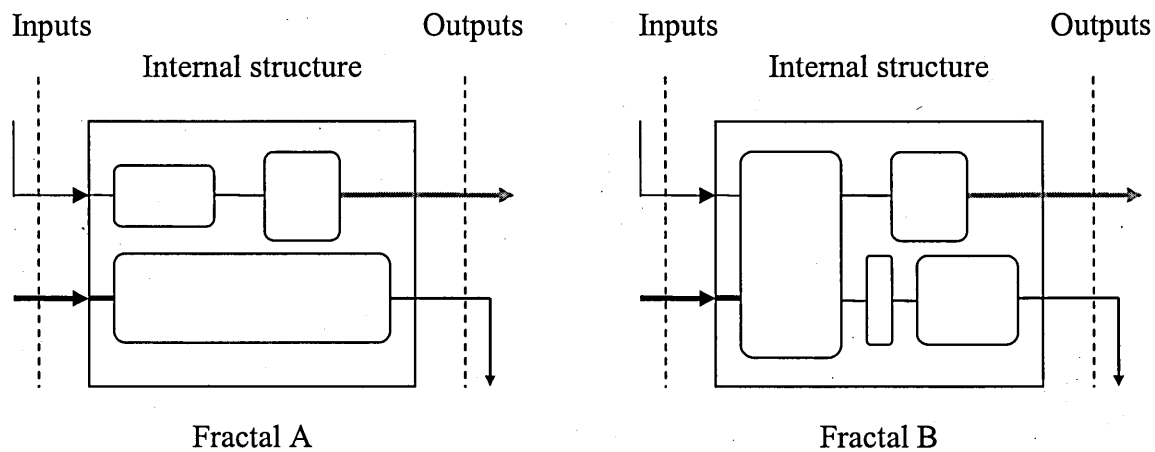 Inputs
Outputs
Internal structure
Fractal A
Inputs
Outputs
Internal structure
Fractal B